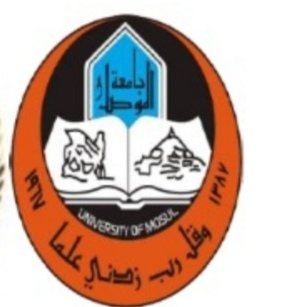 جامعة
الموصل
UNIVERSITY OF MOSUL
١٩٦٧
١٣٨٧
وقل رب زدني علما